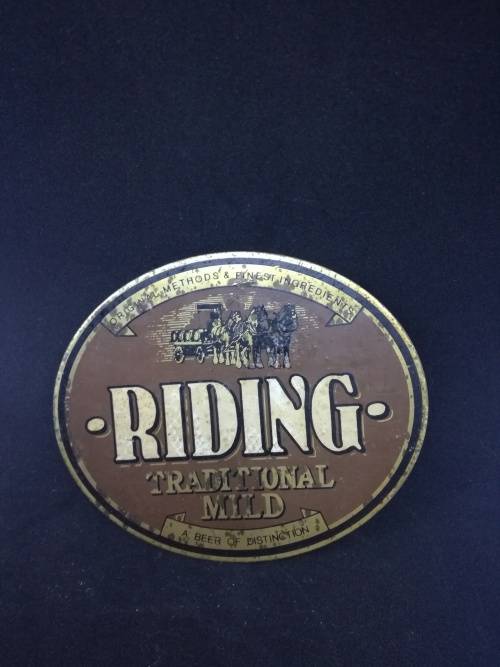 ORIGINAL METHODS & FINEST INGREDIENTS
·RIDING·
TRADITIONAL
MILD
A BEER OF DISTINCTION